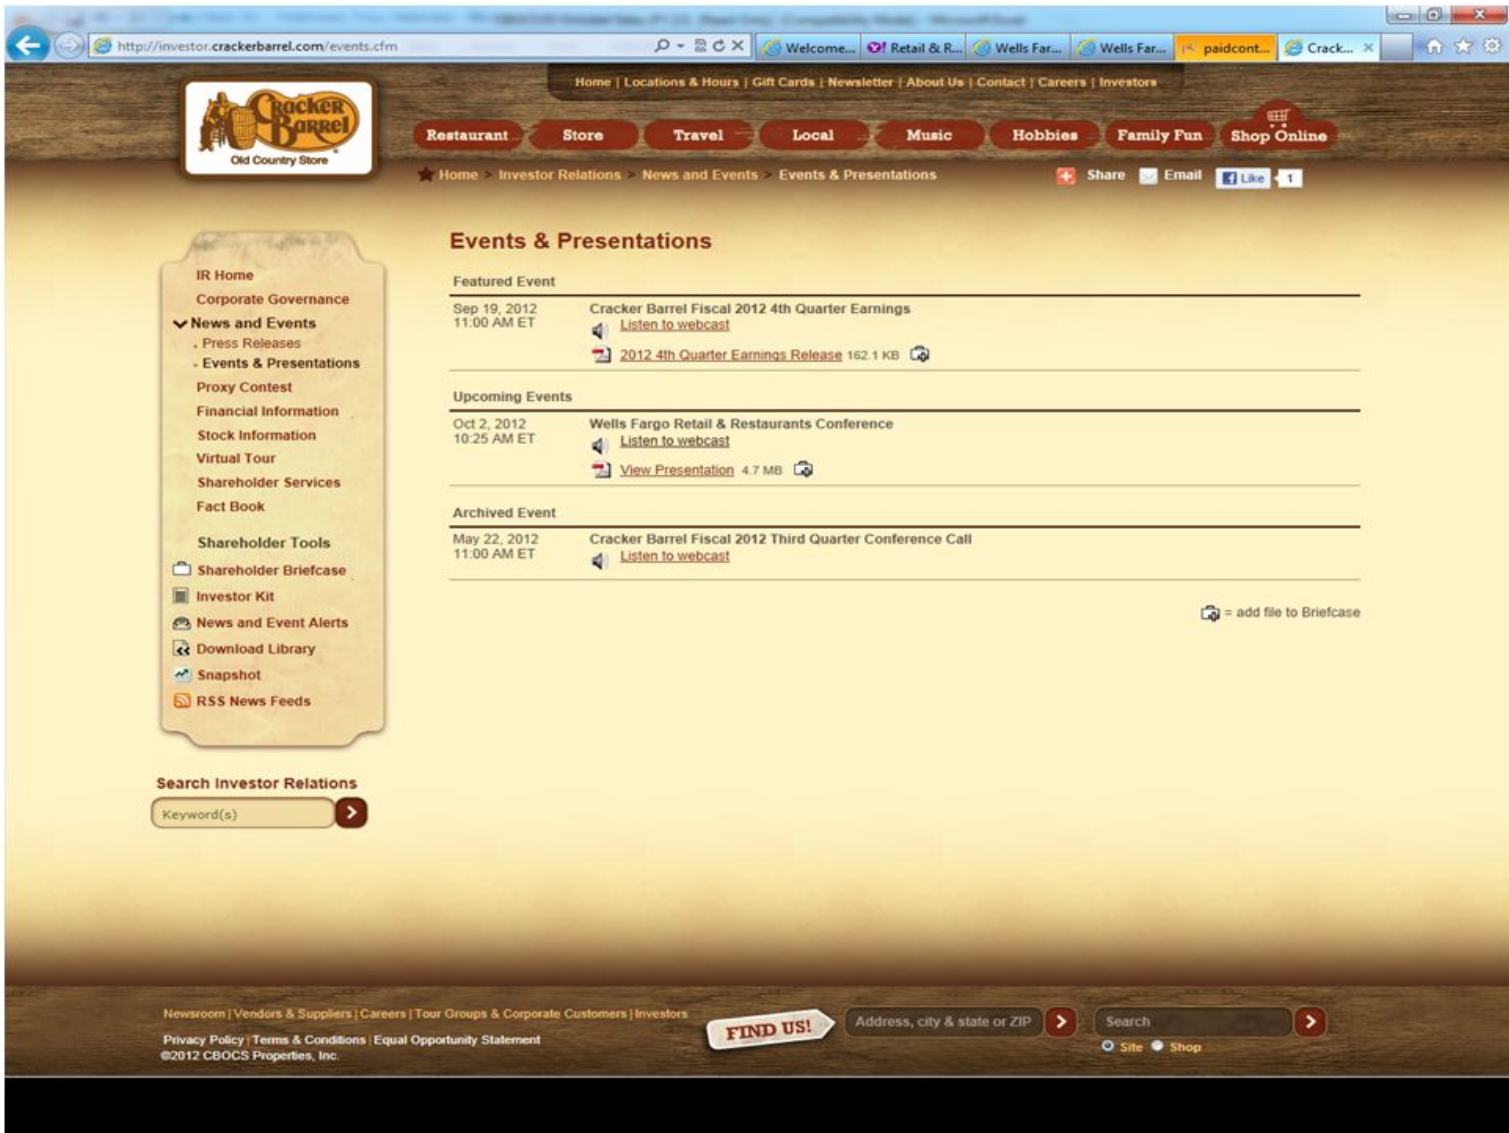 http://investor.crackerbarrel.com/events.cfm
Welcome...
Retail & R...
Wells Far...
Wells Far...
paidcont...
Crack...
Home | Locations & Hours | Gift Cards | Newsletter | About Us | Contact | Careers | Investors
Cracker Barrel
Old Country Store
Restaurant Store Travel Local Music Hobbies Family Fun Shop Online
Home > Investor Relations > News and Events > Events & Presentations
Share Email Like 1
IR Home
Corporate Governance
News and Events
Press Releases
Events & Presentations
Proxy Contest
Financial Information
Stock Information
Virtual Tour
Shareholder Services
Fact Book
Shareholder Tools
Shareholder Briefcase
Investor Kit
News and Event Alerts
Download Library
Snapshot
RSS News Feeds
Search Investor Relations
Keyword(s)
Events & Presentations
Featured Event
Sep 19, 2012 Cracker Barrel Fiscal 2012 4th Quarter Earnings
11:00 AM ET Listen to webcast
2012 4th Quarter Earnings Release 162.1 KB
Upcoming Events
Oct 2, 2012 Wells Fargo Retail & Restaurants Conference
10:25 AM ET Listen to webcast
View Presentation 4.7 MB
Archived Event
May 22, 2012 Cracker Barrel Fiscal 2012 Third Quarter Conference Call
11:00 AM ET Listen to webcast
= add file to Briefcase
Newsroom | Vendors & Suppliers | Careers | Tour Groups & Corporate Customers | Investors
Privacy Policy | Terms & Conditions | Equal Opportunity Statement
©2012 CBOCS Properties, Inc.
FIND US!
Address, city & state or ZIP
Search
Site Shop